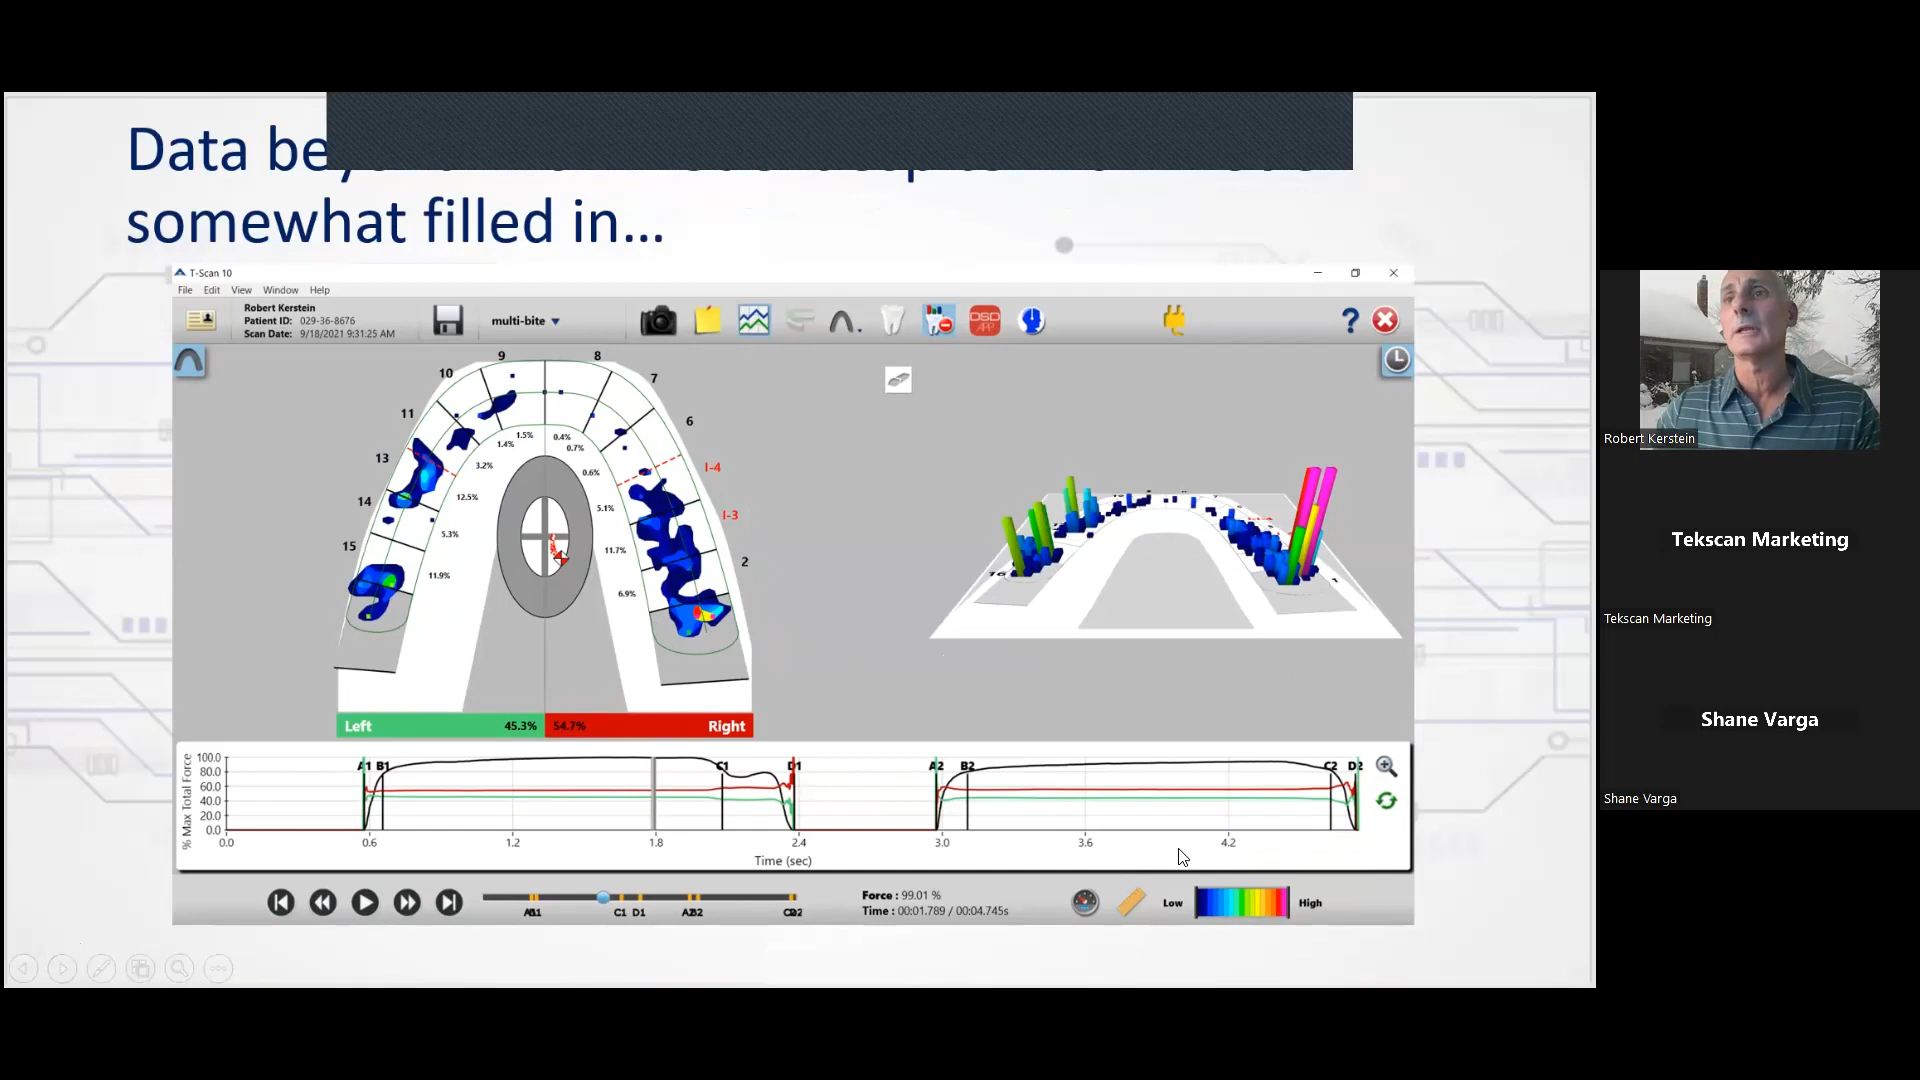 Data be
somewhat filled in...
T-Scan 10
File Edit View Window Help
Robert Kerstein
Patient ID: 029-36-8676
Scan Date: 9/18/2021 9:31:25 AM
multi-bite
DSD
APP
9 8
10 7
11 6
13 I-4
14 I-3
15 2
1.5% 0.4%
1.4% 0.7%
3.2% 0.6%
12.5% 5.1%
5.3% 11.7%
11.9% 6.9%
16 1
Left 45.3% 54.7% Right
% Max Total Force
100.0
80.0
60.0
40.0
20.0
0.0
A1 B1 C1 D1 A2 B2 C2 D2
0.0 0.6 1.2 1.8 2.4 3.0 3.6 4.2
Time (sec)
C1 D1
Force : 99.01 %
Time : 00:01.789 / 00:04.745s
Low High
Robert Kerstein
Tekscan Marketing
Tekscan Marketing
Shane Varga
Shane Varga